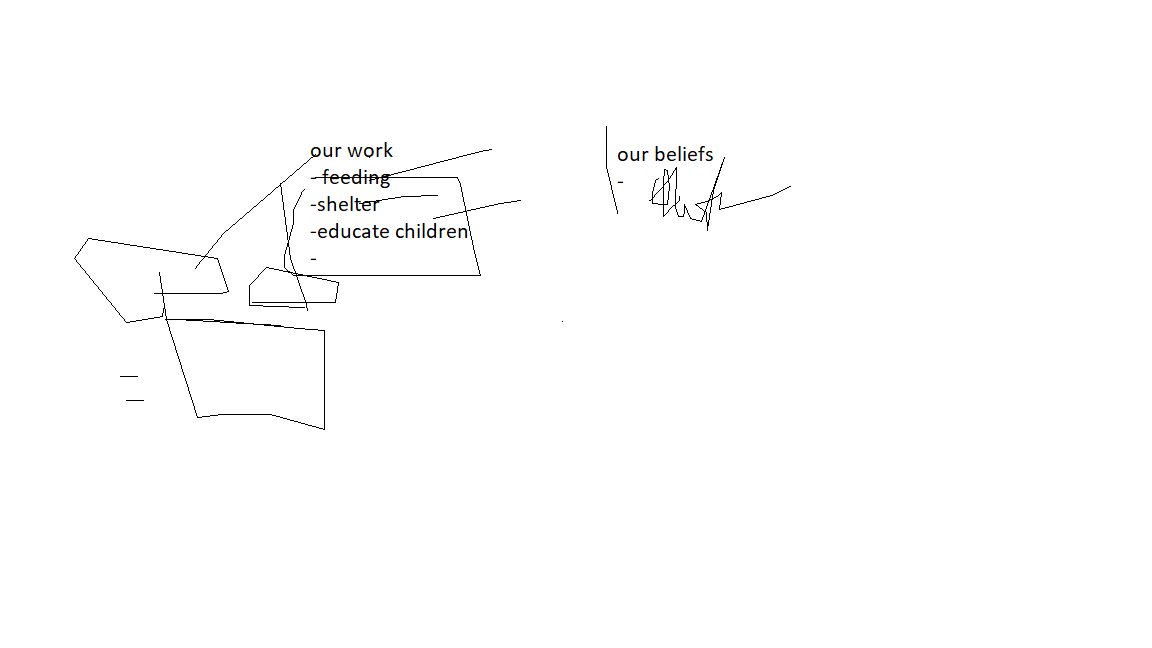 our work
- feeding
-shelter
-educate children
-
our beliefs
-